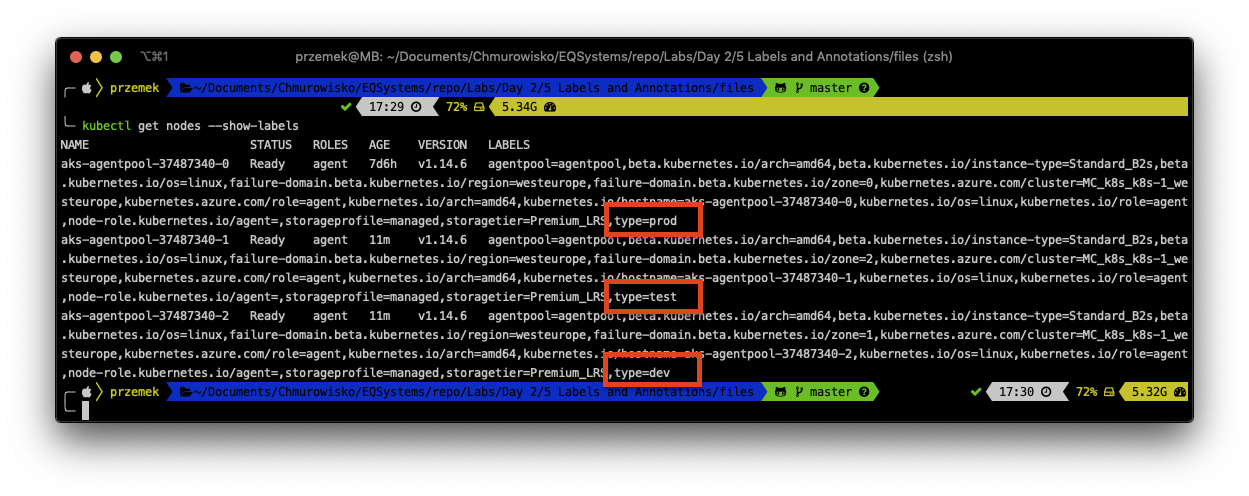 ⌥⌘1 przemek@MB: ~/Documents/Chmurowisko/EQSystems/repo/Labs/Day 2/5 Labels and Annotations/files (zsh)
przemek ~/Documents/Chmurowisko/EQSystems/repo/Labs/Day 2/5 Labels and Annotations/files master ?
✔ 17:29 72% 5.34G
kubectl get nodes --show-labels
NAME STATUS ROLES AGE VERSION LABELS
aks-agentpool-37487340-0 Ready agent 7d6h v1.14.6 agentpool=agentpool,beta.kubernetes.io/arch=amd64,beta.kubernetes.io/instance-type=Standard_B2s,beta
.kubernetes.io/os=linux,failure-domain.beta.kubernetes.io/region=westeurope,failure-domain.beta.kubernetes.io/zone=0,kubernetes.azure.com/cluster=MC_k8s_k8s-1_we
steurope,kubernetes.azure.com/role=agent,kubernetes.io/arch=amd64,kubernetes.io/hostname=aks-agentpool-37487340-0,kubernetes.io/os=linux,kubernetes.io/role=agent
,node-role.kubernetes.io/agent=,storageprofile=managed,storagetier=Premium_LRS,type=prod
aks-agentpool-37487340-1 Ready agent 11m v1.14.6 agentpool=agentpool,beta.kubernetes.io/arch=amd64,beta.kubernetes.io/instance-type=Standard_B2s,beta
.kubernetes.io/os=linux,failure-domain.beta.kubernetes.io/region=westeurope,failure-domain.beta.kubernetes.io/zone=2,kubernetes.azure.com/cluster=MC_k8s_k8s-1_we
steurope,kubernetes.azure.com/role=agent,kubernetes.io/arch=amd64,kubernetes.io/hostname=aks-agentpool-37487340-1,kubernetes.io/os=linux,kubernetes.io/role=agent
,node-role.kubernetes.io/agent=,storageprofile=managed,storagetier=Premium_LRS,type=test
aks-agentpool-37487340-2 Ready agent 11m v1.14.6 agentpool=agentpool,beta.kubernetes.io/arch=amd64,beta.kubernetes.io/instance-type=Standard_B2s,beta
.kubernetes.io/os=linux,failure-domain.beta.kubernetes.io/region=westeurope,failure-domain.beta.kubernetes.io/zone=1,kubernetes.azure.com/cluster=MC_k8s_k8s-1_we
steurope,kubernetes.azure.com/role=agent,kubernetes.io/arch=amd64,kubernetes.io/hostname=aks-agentpool-37487340-2,kubernetes.io/os=linux,kubernetes.io/role=agent
,node-role.kubernetes.io/agent=,storageprofile=managed,storagetier=Premium_LRS,type=dev
przemek ~/Documents/Chmurowisko/EQSystems/repo/Labs/Day 2/5 Labels and Annotations/files master ? ✔ 17:30 72% 5.32G